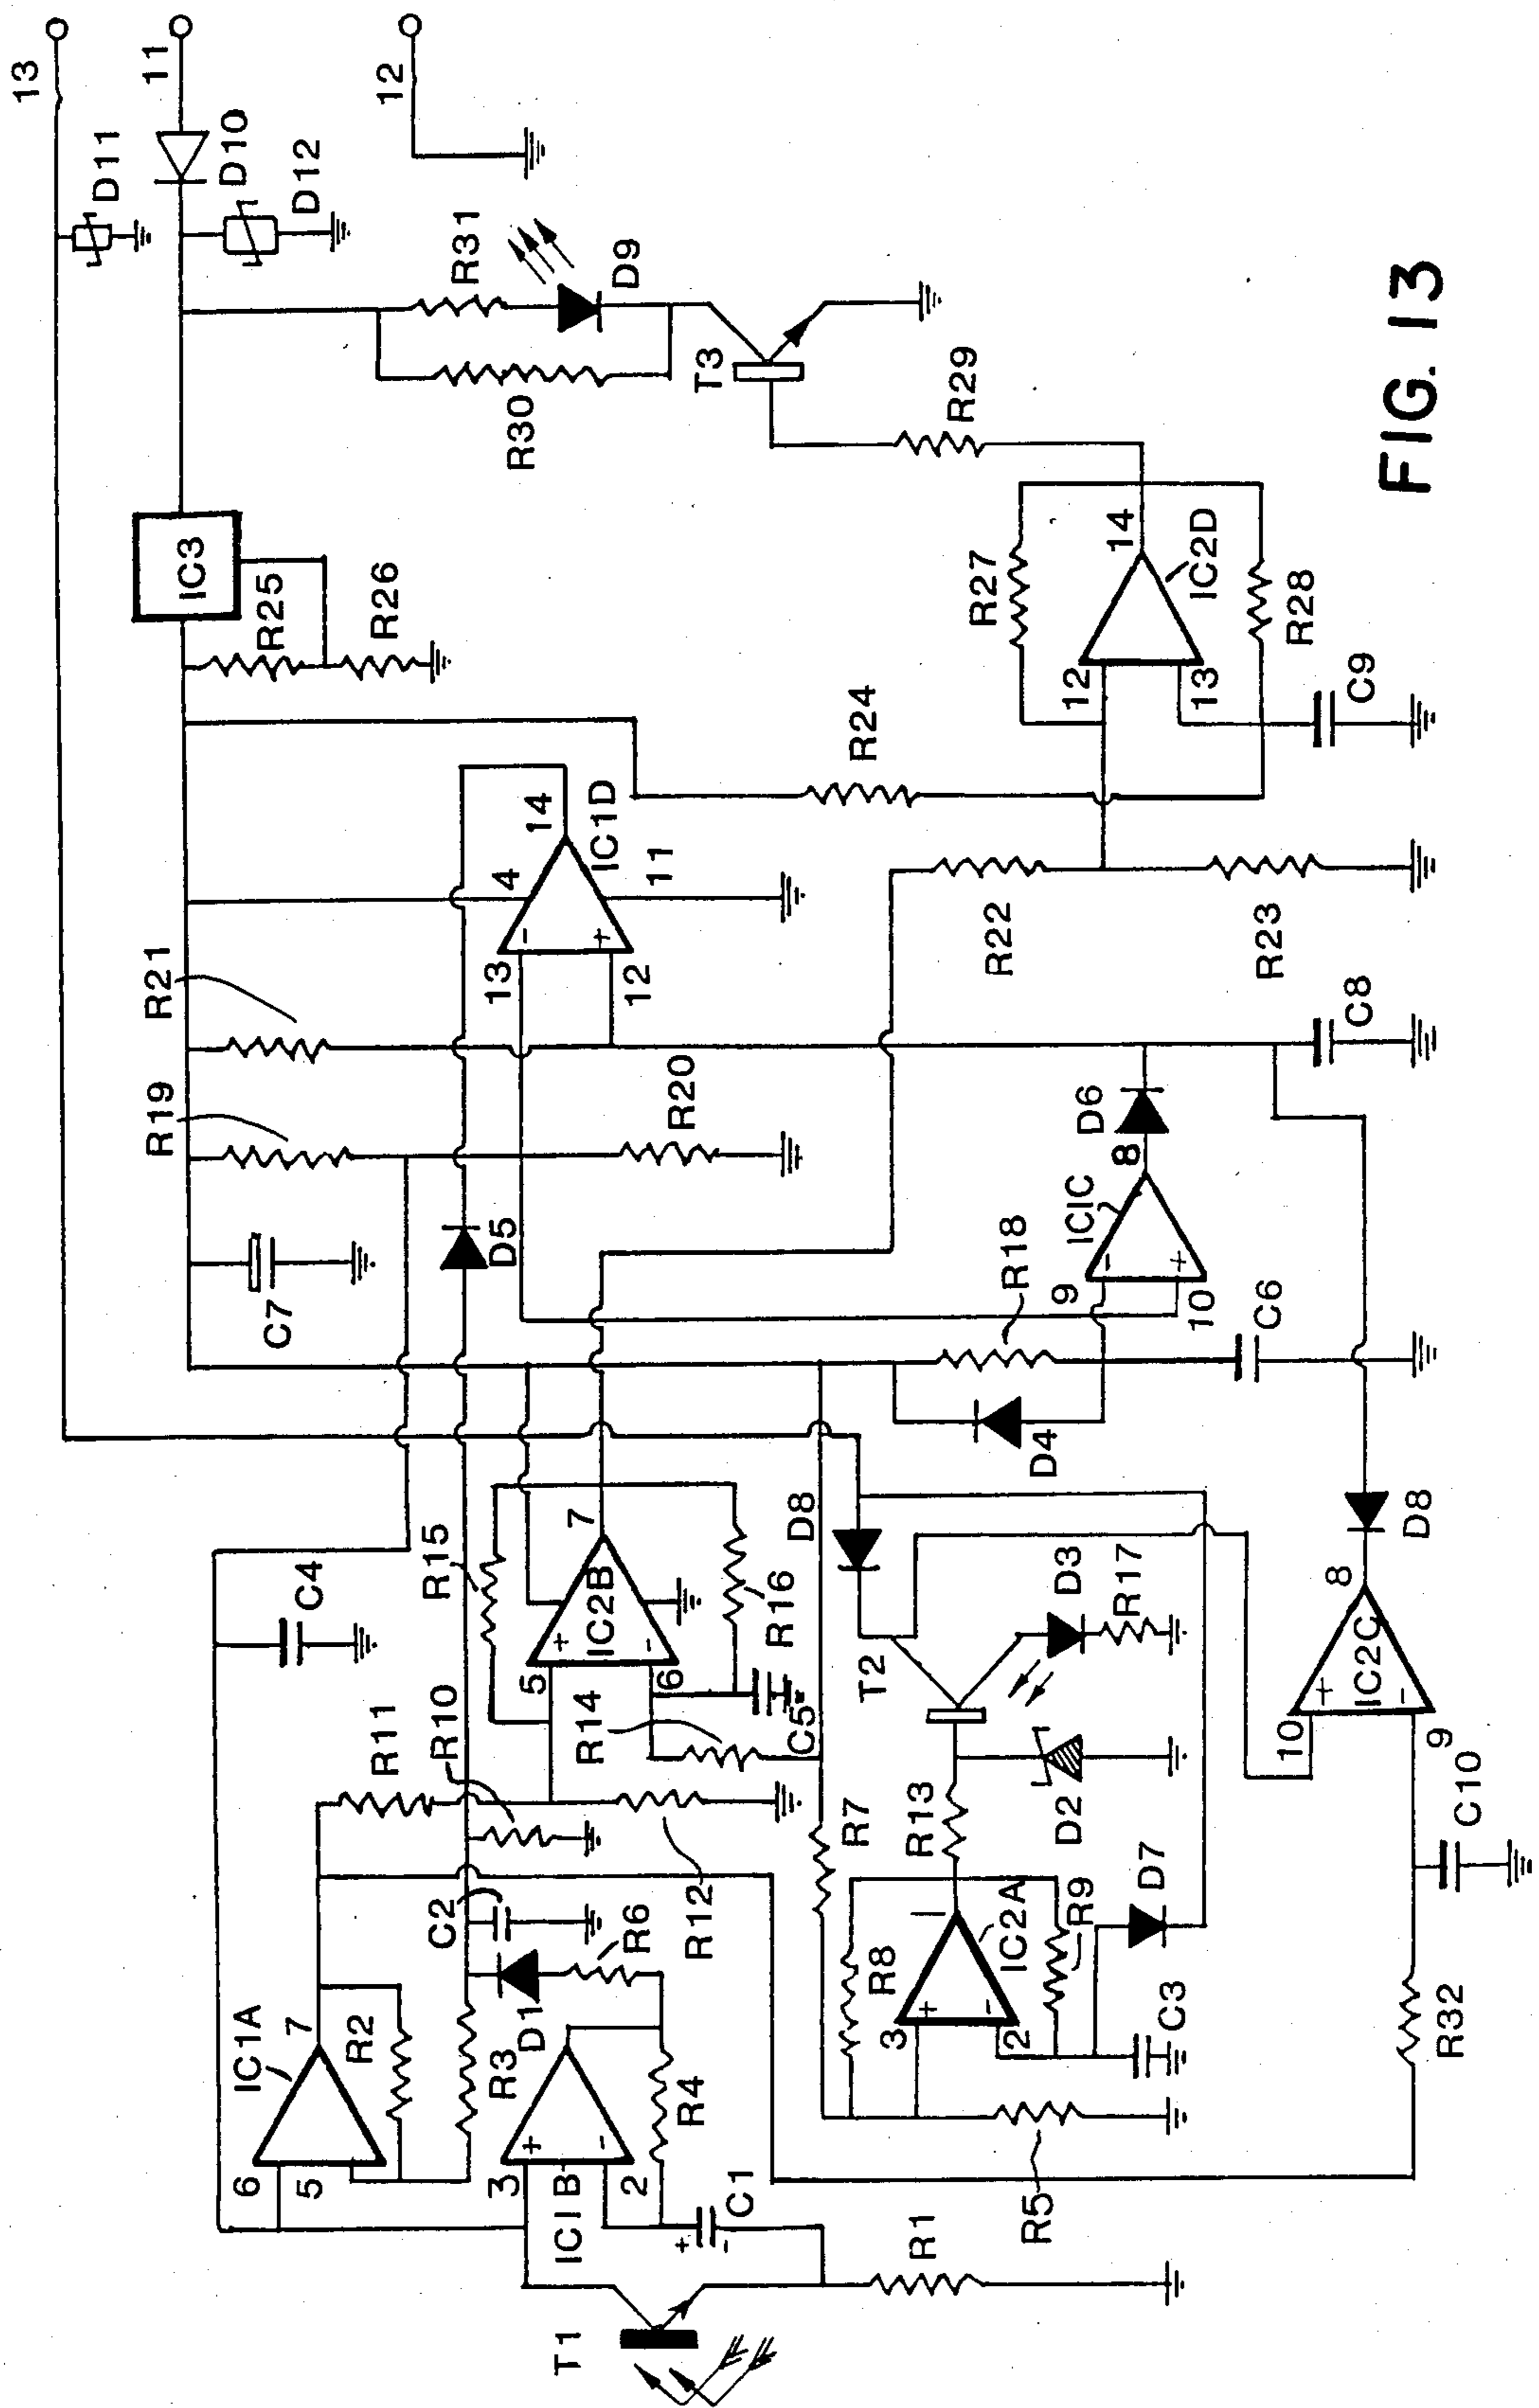 13
D11
11
D10
D12
12
R21
R19
IC3
R25
R26
C7
C4
IC1A
6
5
7
R2
R11
R10
C2
R15
D5
4
14
IC1D
11
13
12
R20
R31
D9
R30
T1
3
IC1B
2
R3
D1
R4
R6
R12
C1
5
+
IC2B
-
6
7
R14
R16
C5
T3
R29
R1
R5
R7
R8
3
+
-
2
1
IC2A
R9
R13
D2
T2
D8
D3
R17
D7
C3
D4
R18
9
-
+
10
IC1C
8
D6
C6
R22
R24
R27
12
13
14
IC2D
R28
R23
C8
C9
R32
C10
10
+
IC2C
-
9
8
D8
FIG. 13